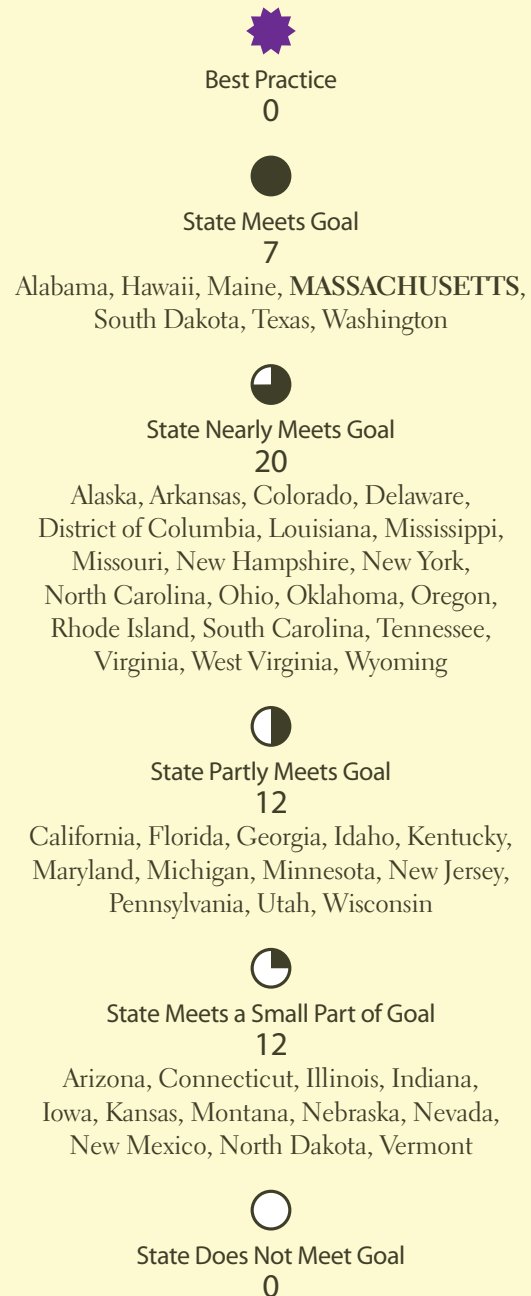 Best Practice
0
State Meets Goal
7
Alabama, Hawaii, Maine, MASSACHUSETTS,
South Dakota, Texas, Washington
State Nearly Meets Goal
20
Alaska, Arkansas, Colorado, Delaware,
District of Columbia, Louisiana, Mississippi,
Missouri, New Hampshire, New York,
North Carolina, Ohio, Oklahoma, Oregon,
Rhode Island, South Carolina, Tennessee,
Virginia, West Virginia, Wyoming
State Partly Meets Goal
12
California, Florida, Georgia, Idaho, Kentucky,
Maryland, Michigan, Minnesota, New Jersey,
Pennsylvania, Utah, Wisconsin
State Meets a Small Part of Goal
12
Arizona, Connecticut, Illinois, Indiana,
Iowa, Kansas, Montana, Nebraska, Nevada,
New Mexico, North Dakota, Vermont
State Does Not Meet Goal
0